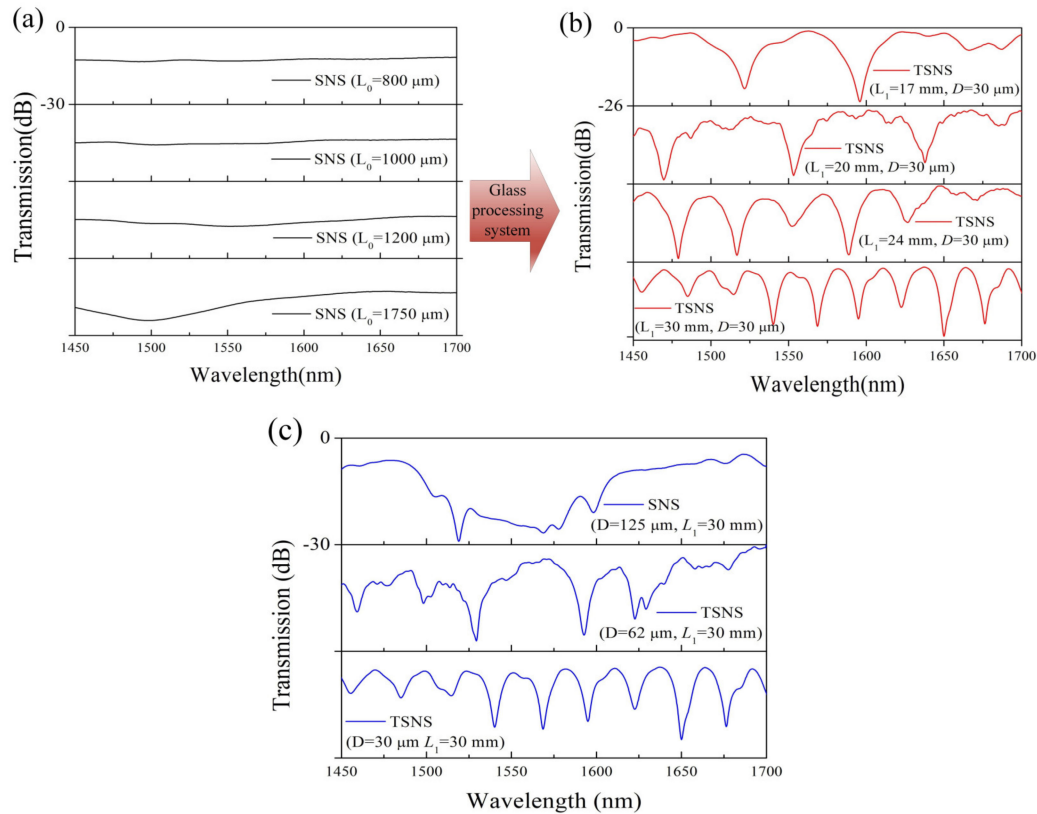 (a)
0
-30
Transmission(dB)
SNS (L0=800 μm)
SNS (L0=1000 μm)
SNS (L0=1200 μm)
SNS (L0=1750 μm)
1450 1500 1550 1600 1650 1700
Wavelength(nm)
Glass
processing
system
(b)
0
-26
Transmission(dB)
TSNS
(L1=17 mm, D=30 μm)
TSNS
(L1=20 mm, D=30 μm)
TSNS
(L1=24 mm, D=30 μm)
TSNS
(L1=30 mm, D=30 μm)
1450 1500 1550 1600 1650 1700
Wavelength(nm)
(c)
0
-30
Transmission (dB)
SNS
(D=125 μm, L1=30 mm)
TSNS
(D=62 μm, L1=30 mm)
TSNS
(D=30 μm L1=30 mm)
1450 1500 1550 1600 1650 1700
Wavelength (nm)